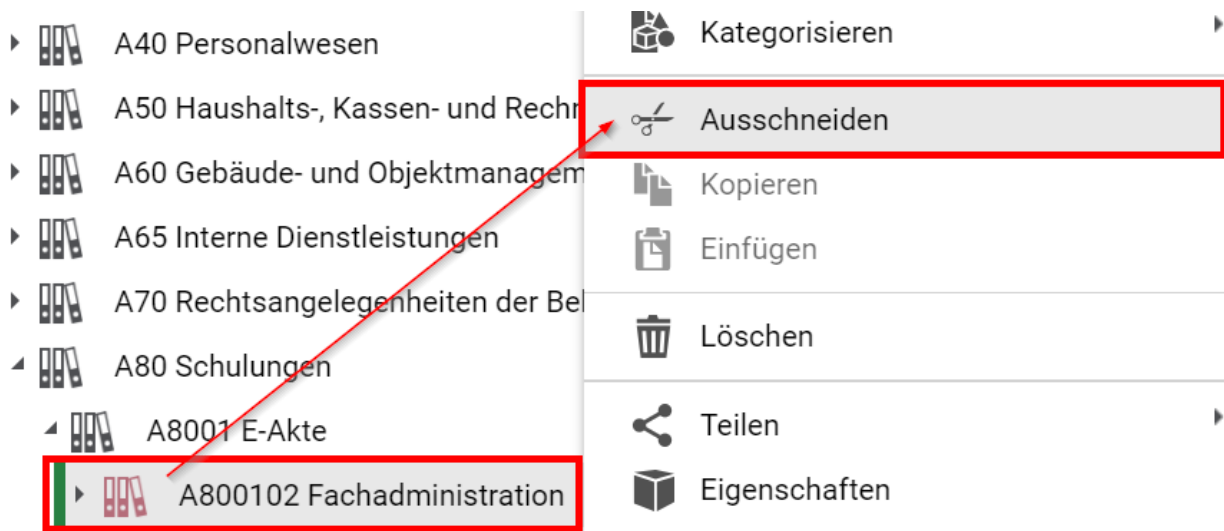 A40 Personalwesen
A50 Haushalts-, Kassen- und Rechn
A60 Gebäude- und Objektmanagem
A65 Interne Dienstleistungen
A70 Rechtsangelegenheiten der Bel
A80 Schulungen
A8001 E-Akte
A800102 Fachadministration
Kategorisieren
Ausschneiden
Kopieren
Einfügen
Löschen
Teilen
Eigenschaften